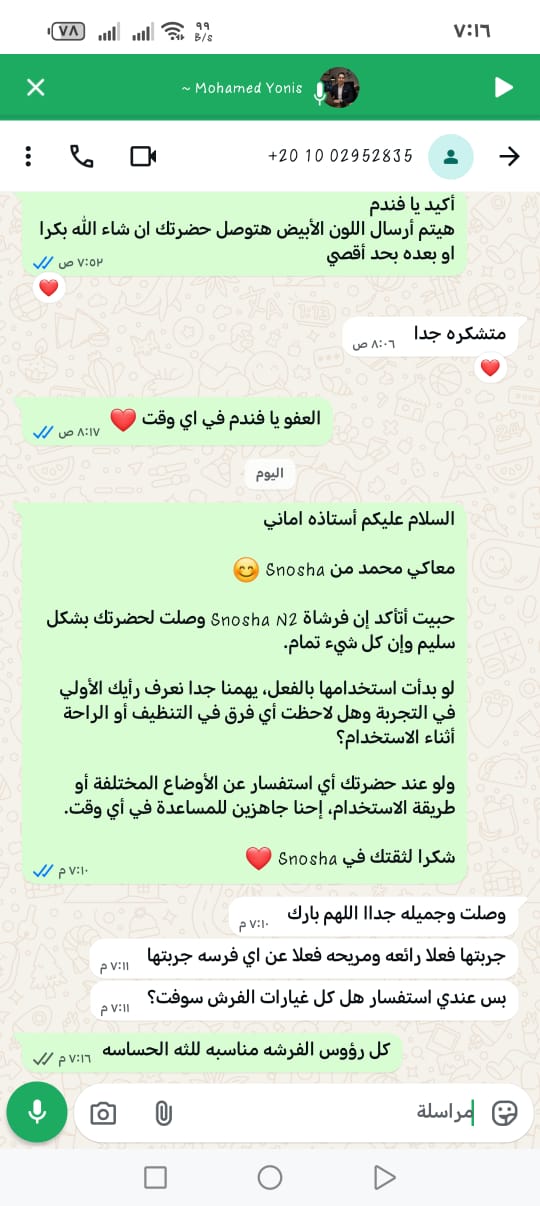 ٧٨
٩٩
B/s
٧:١٦
~ Mohamed Yonis
+20 10 02952835
أكيد يا فندم
هيتم أرسال اللون الأبيض هتوصل حضرتك ان شاء الله بكرا
او بعده بحد أقصي
٧:٥٢ ص
❤️
متشكره جدا
٨:٠٦ ص
❤️
العفو يا فندم في اي وقت ❤️
٨:١٧ ص
اليوم
السلام عليكم أستاذه اماني
معاكي محمد من Snosha 😊
حبيت أتأكد إن فرشاة Snosha N2 وصلت لحضرتك بشكل
سليم وإن كل شيء تمام.
لو بدأت استخدامها بالفعل، يهمنا جدا نعرف رأيك الأولي
في التجربة وهل لاحظت أي فرق في التنظيف أو الراحة
أثناء الاستخدام؟
ولو عند حضرتك أي استفسار عن الأوضاع المختلفة أو
طريقة الاستخدام، إحنا جاهزين للمساعدة في أي وقت.
شكرا لثقتك في Snosha ❤️
٧:١٠ م
وصلت وجميله جداا اللهم بارك
٧:١٠ م
جربتها فعلا رائعه ومريحه فعلا عن اي فرسه جربتها
٧:١١ م
بس عندي استفسار هل كل غيارات الفرش سوفت؟
٧:١١ م
كل رؤوس الفرشه مناسبه للثه الحساسه
٧:١٦ م
مراسلة